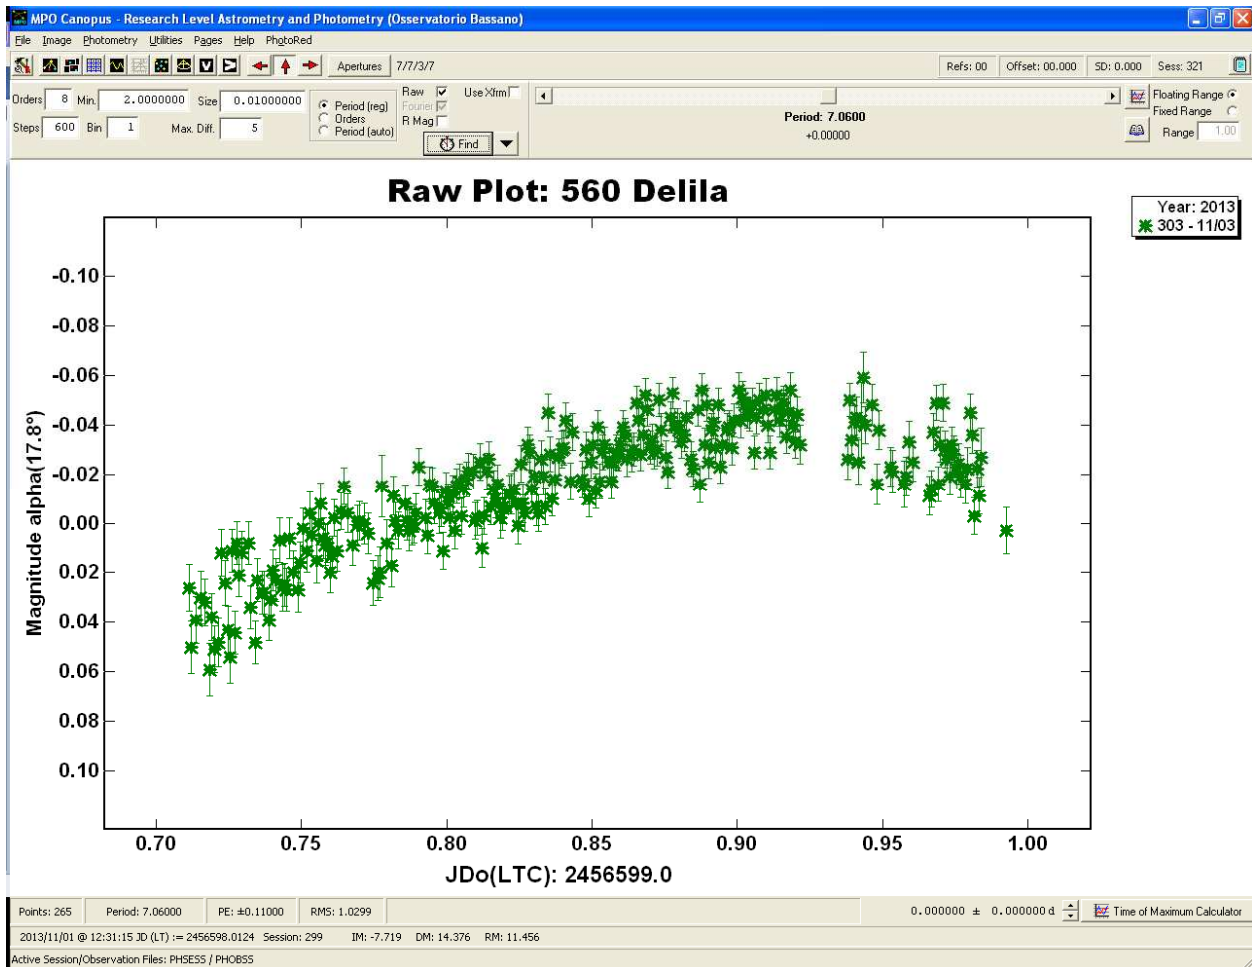 MPO Canopus - Research Level Astrometry and Photometry (Osservatorio Bassano)
File Image Photometry Utilities Pages Help PhotoRed
Apertures 7/7/3/7 Refs: 00 Offset: 00.000 SD: 0.000 Sess: 321
Orders 8 Min. 2.0000000 Size 0.01000000
Steps 600 Bin 1 Max. Diff. 5
Period (reg)
Orders
Period (auto)
Raw Use Xfrm
Fourier
R Mag
Find
Period: 7.0600
+0.00000
Floating Range
Fixed Range
Range 1.00
Raw Plot: 560 Delila
Year: 2013
303 - 11/03
Magnitude alpha(17.8°)
-0.10
-0.08
-0.06
-0.04
-0.02
0.00
0.02
0.04
0.06
0.08
0.10
0.70 0.75 0.80 0.85 0.90 0.95 1.00
JDo(LTC): 2456599.0
Points: 265 Period: 7.06000 PE: ±0.11000 RMS: 1.0299 0.000000 ± 0.000000 d Time of Maximum Calculator
2013/11/01 @ 12:31:15 JD (LT) := 2456598.0124 Session: 299 IM: -7.719 DM: 14.376 RM: 11.456
Active Session/Observation Files: PHSESS / PHOBSS